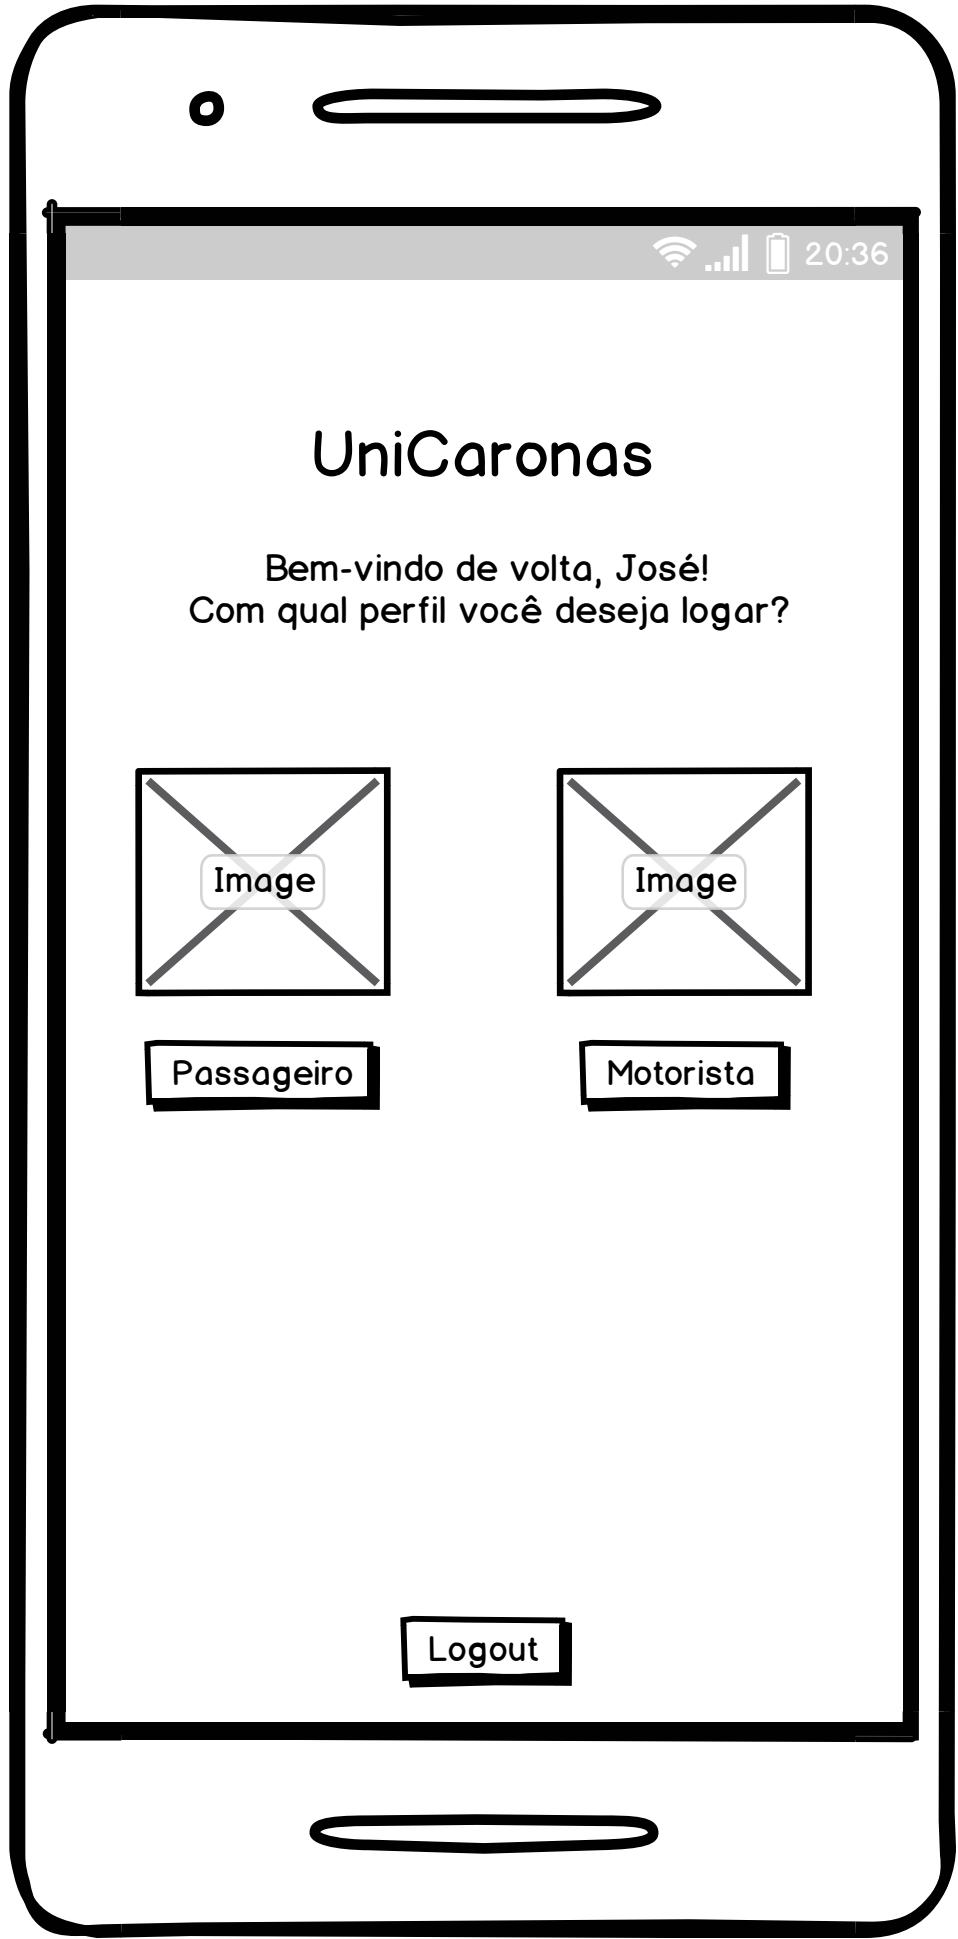 20:36
UniCaronas
Bem-vindo de volta, José!
Com qual perfil você deseja logar?
Image Image
Passageiro Motorista
Logout